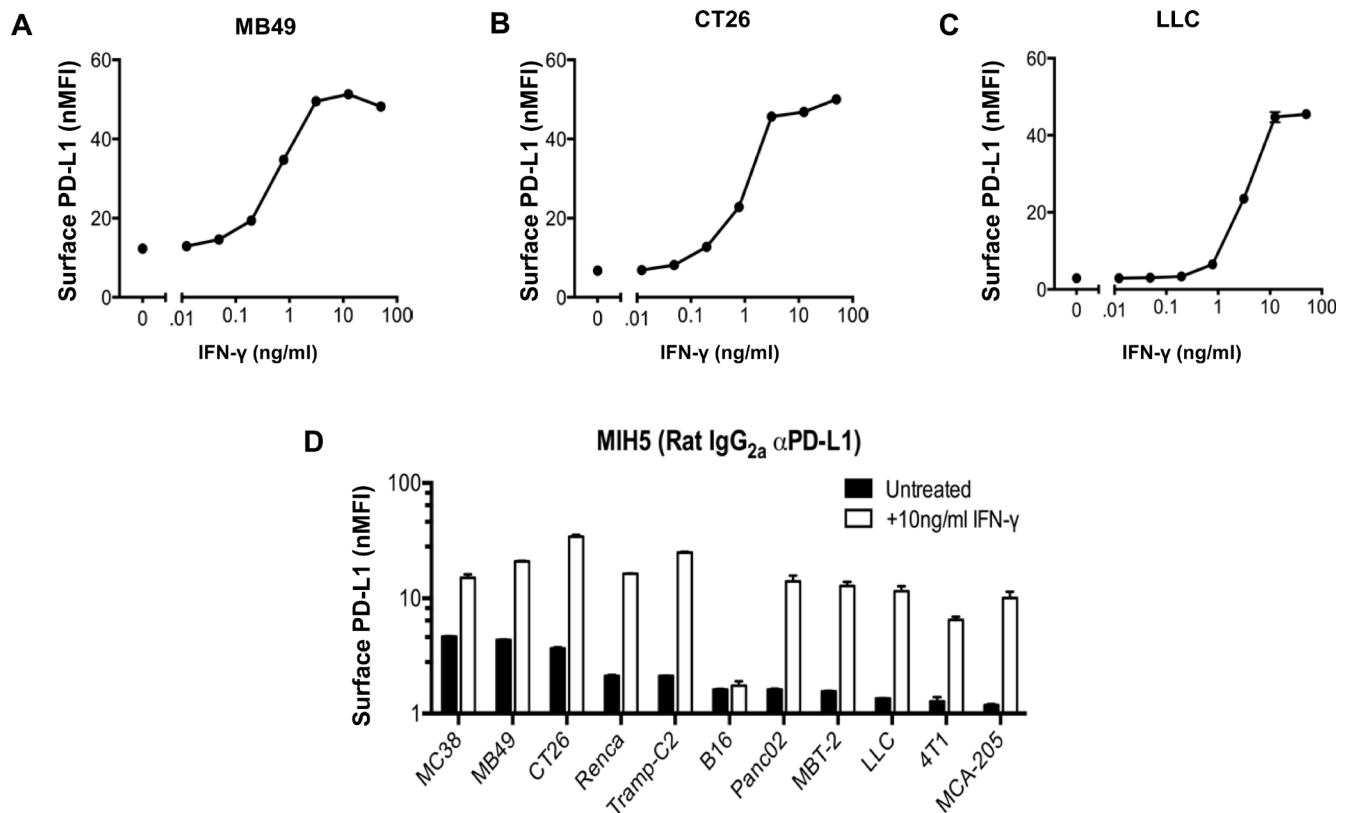 A
MB49
Surface PD-L1 (nMFI)
60
40
20
0
0 .01 0.1 1 10 100
IFN-γ (ng/ml)
B
CT26
Surface PD-L1 (nMFI)
60
40
20
0
0 .01 0.1 1 10 100
IFN-γ (ng/ml)
C
LLC
Surface PD-L1 (nMFI)
60
40
20
0
0 .01 0.1 1 10 100
IFN-γ (ng/ml)
D
MIH5 (Rat IgG2a αPD-L1)
Surface PD-L1 (nMFI)
100
10
1
Untreated
+10ng/ml IFN-γ
MC38
MB49
CT26
Renca
Tramp-C2
B16
Panc02
MBT-2
LLC
4T1
MCA-205